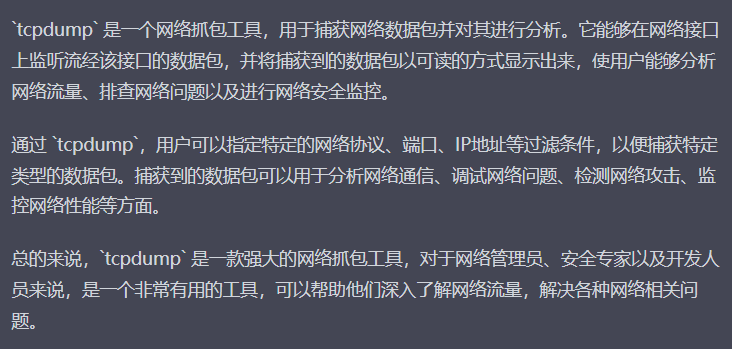 `tcpdump` 是一个网络抓包工具，用于捕获网络数据包并对其进行分析。它能够在网络接口
上监听流经该接口的数据包，并将捕获到的数据包以可读的方式显示出来，使用户能够分析
网络流量、排查网络问题以及进行网络安全监控。
通过 `tcpdump`，用户可以指定特定的网络协议、端口、IP地址等过滤条件，以便捕获特定
类型的数据包。捕获到的数据包可以用于分析网络通信、调试网络问题、检测网络攻击、监
控网络性能等方面。
总的来说，`tcpdump` 是一款强大的网络抓包工具，对于网络管理员、安全专家以及开发人
员来说，是一个非常有用的工具，可以帮助他们深入了解网络流量，解决各种网络相关问
题。